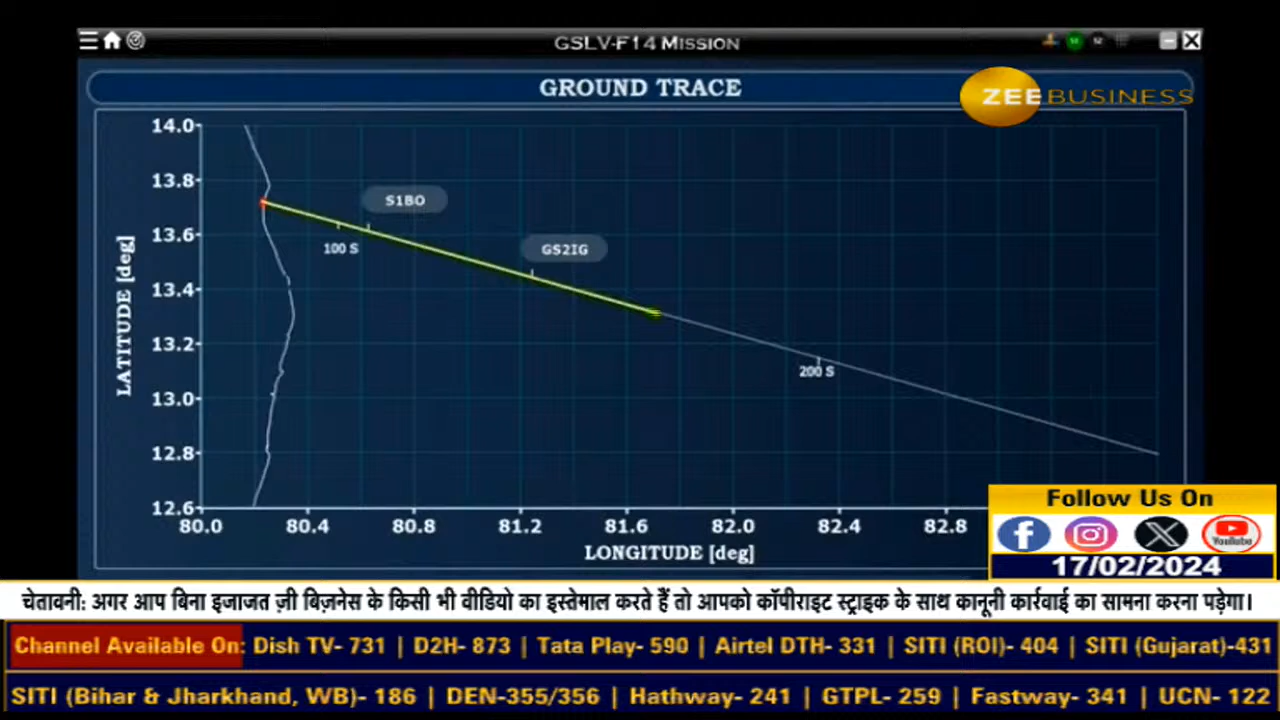 GSLV-F14 MISSION
GROUND TRACE
ZEE BUSINESS
14.0
13.8
13.6
13.4
13.2
13.0
12.8
12.6
LATITUDE [deg]
S1BO
100 S
GS2IG
200 S
80.0 80.4 80.8 81.2 81.6 82.0 82.4 82.8
LONGITUDE [deg]
Follow Us On
YouTube
17/02/2024
चेतावनी: अगर आप बिना इजाजत ज़ी बिज़नेस के किसी भी वीडियो का इस्तेमाल करते हैं तो आपको कॉपीराइट स्ट्राइक के साथ कानूनी कार्रवाई का सामना करना पड़ेगा।
Channel Available On: Dish TV- 731 | D2H- 873 | Tata Play- 590 | Airtel DTH- 331 | SITI (ROI)- 404 | SITI (Gujarat)-431
SITI (Bihar & Jharkhand, WB)- 186 | DEN-355/356 | Hathway- 241 | GTPL- 259 | Fastway- 341 | UCN- 122